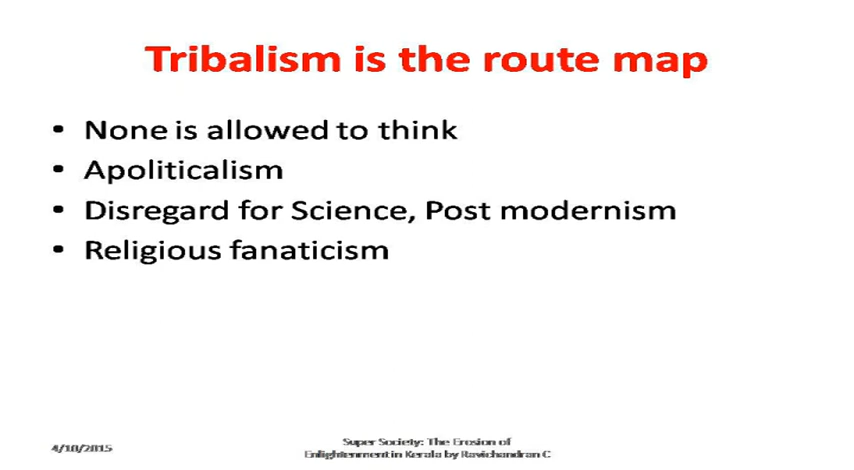 Tribalism is the route map
• None is allowed to think
• Apoliticalism
• Disregard for Science, Post modernism
• Religious fanaticism
4/10/2015
Super Society: The Erosion of
Enlightenment in Kerala by Ravichandran C